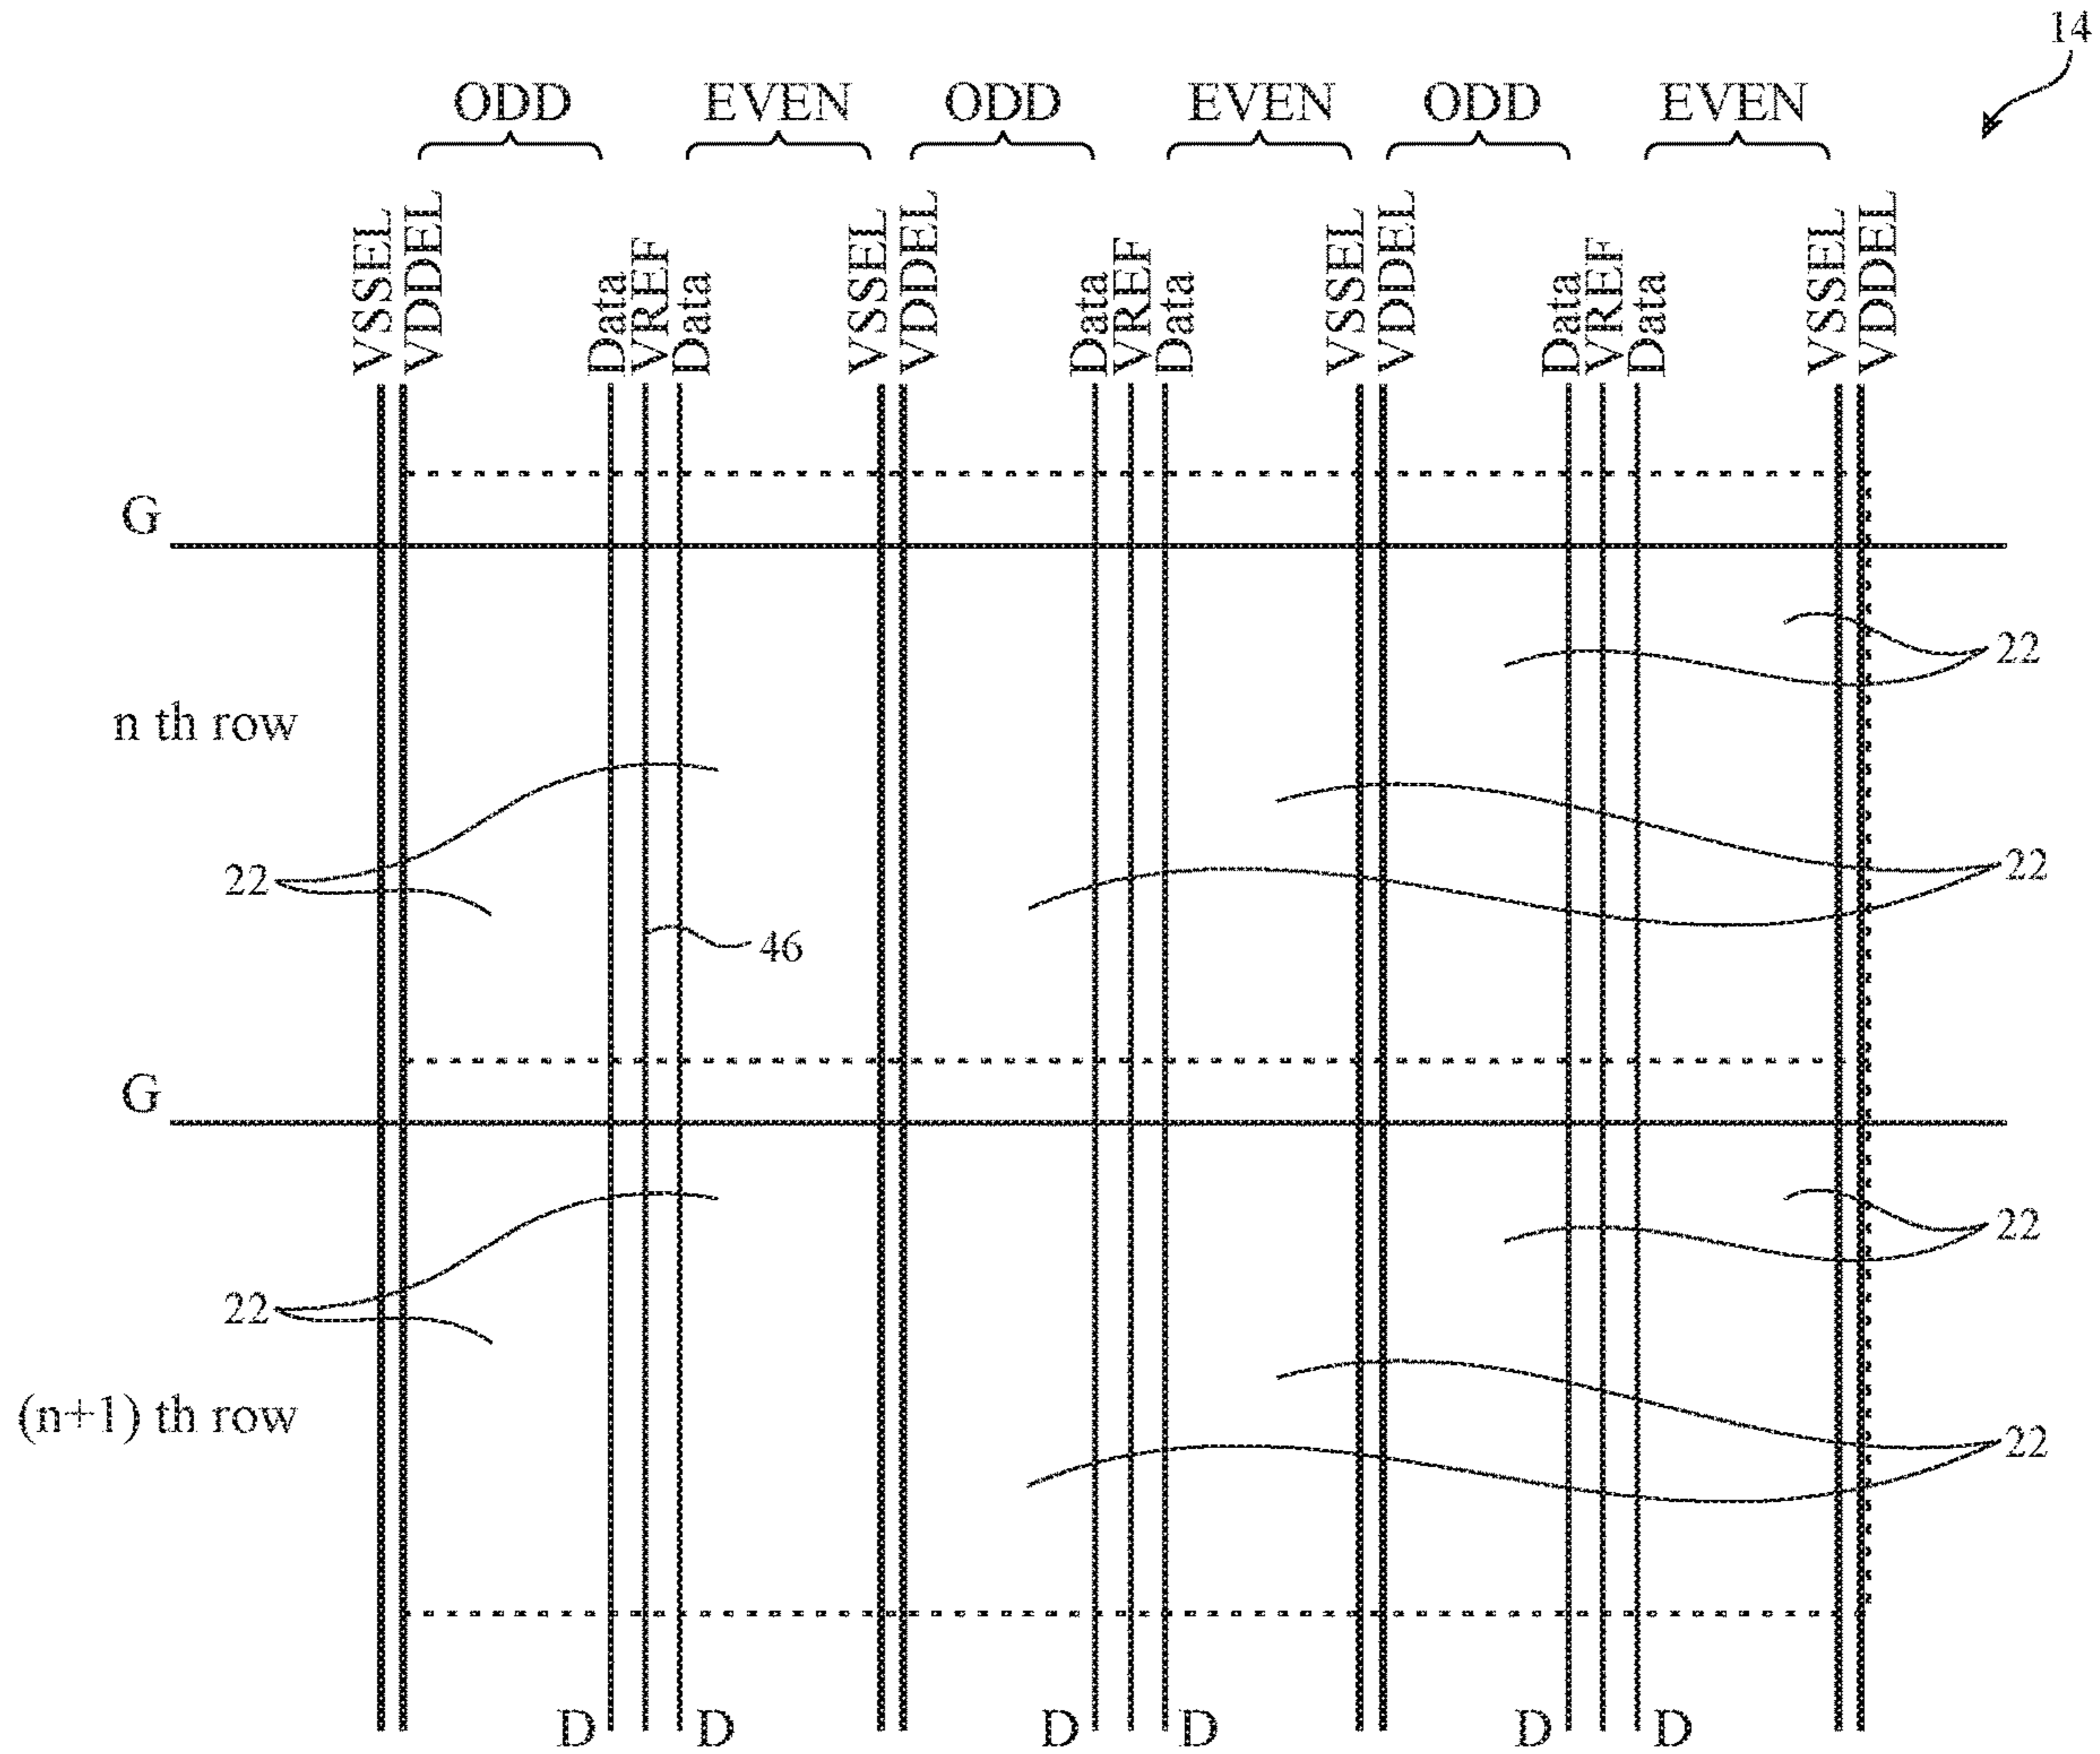 14
ODD EVEN ODD EVEN ODD EVEN
VSSEL VDDEL Data VREF Data VSSEL VDDEL Data VREF Data VSSEL VDDEL Data VREF Data VSSEL VDDEL
G
22
n th row
22
22
46
G
22
22
(n+1) th row
22
D D D D D D